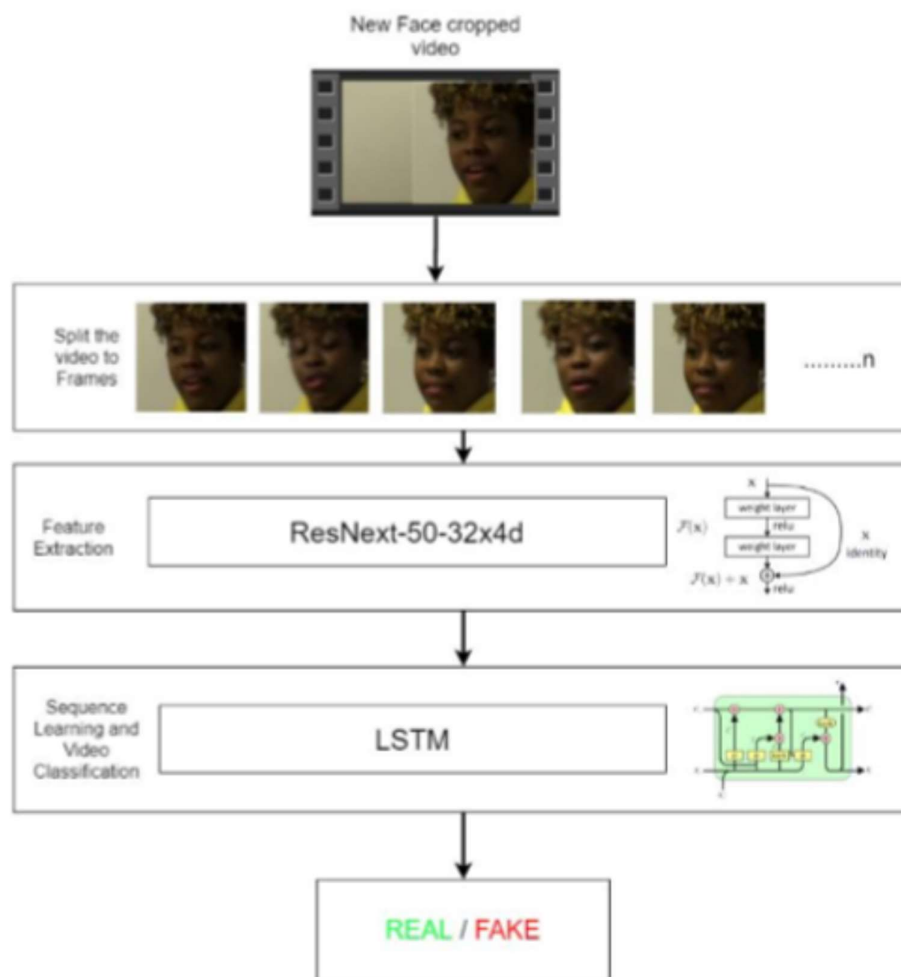 New Face cropped
video
Split the
video to
Frames
.........n
Feature
Extraction
ResNext-50-32x4d
x
weight layer
F(x)
relu
weight layer
x
identity
F(x) + x
relu
Sequence
Learning and
Video
Classification
LSTM
REAL / FAKE